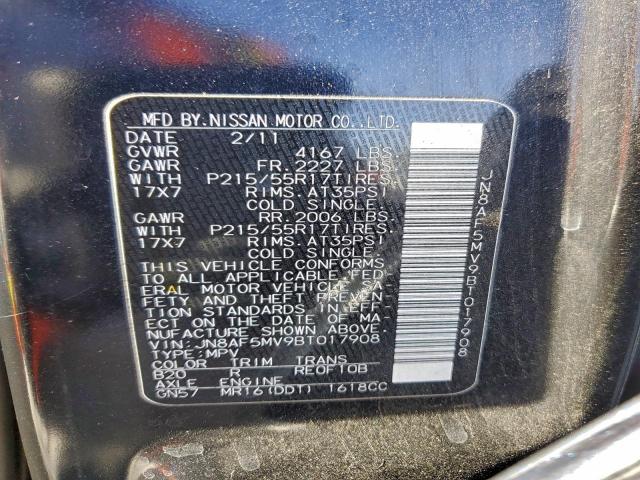 MFD BY.NISSAN MOTOR CO.,LTD.
DATE 2/11
GVWR 4167 LBS.
GAWR FR.2227 LBS.
WITH P215/55R17TIRES.
17X7 RIMS.AT35PSI
COLD SINGLE.
GAWR RR.2006 LBS.
WITH P215/55R17TIRES.
17X7 RIMS.AT35PSI
COLD SINGLE.
THIS VEHICLE CONFORMS
TO ALL APPLICABLE FED
ERAL MOTOR VEHICLE SA
FETY AND THEFT PREVEN
TION STANDARDS IN EFF
ECT ON THE DATE OF MA
NUFACTURE SHOWN ABOVE.
VIN:JN8AF5MV9BT017908
TYPE:MPV
COLOR TRIM TRANS
B20 R RE0FT0B
AXLE ENGINE
GN57 MR16(DDT) 1618CC
JN8AF5MV9BT017908